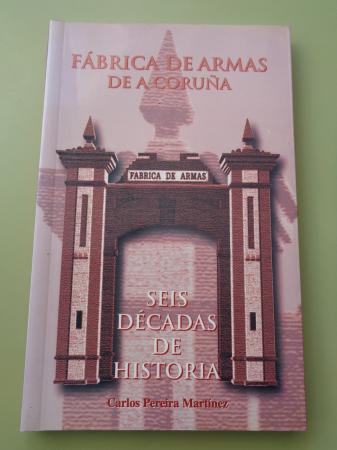 FÁBRICA DE ARMAS
DE A CORUÑA
FABRICA DE ARMAS
SEIS
DÉCADAS
DE
HISTORIA
Carlos Pereira Martínez